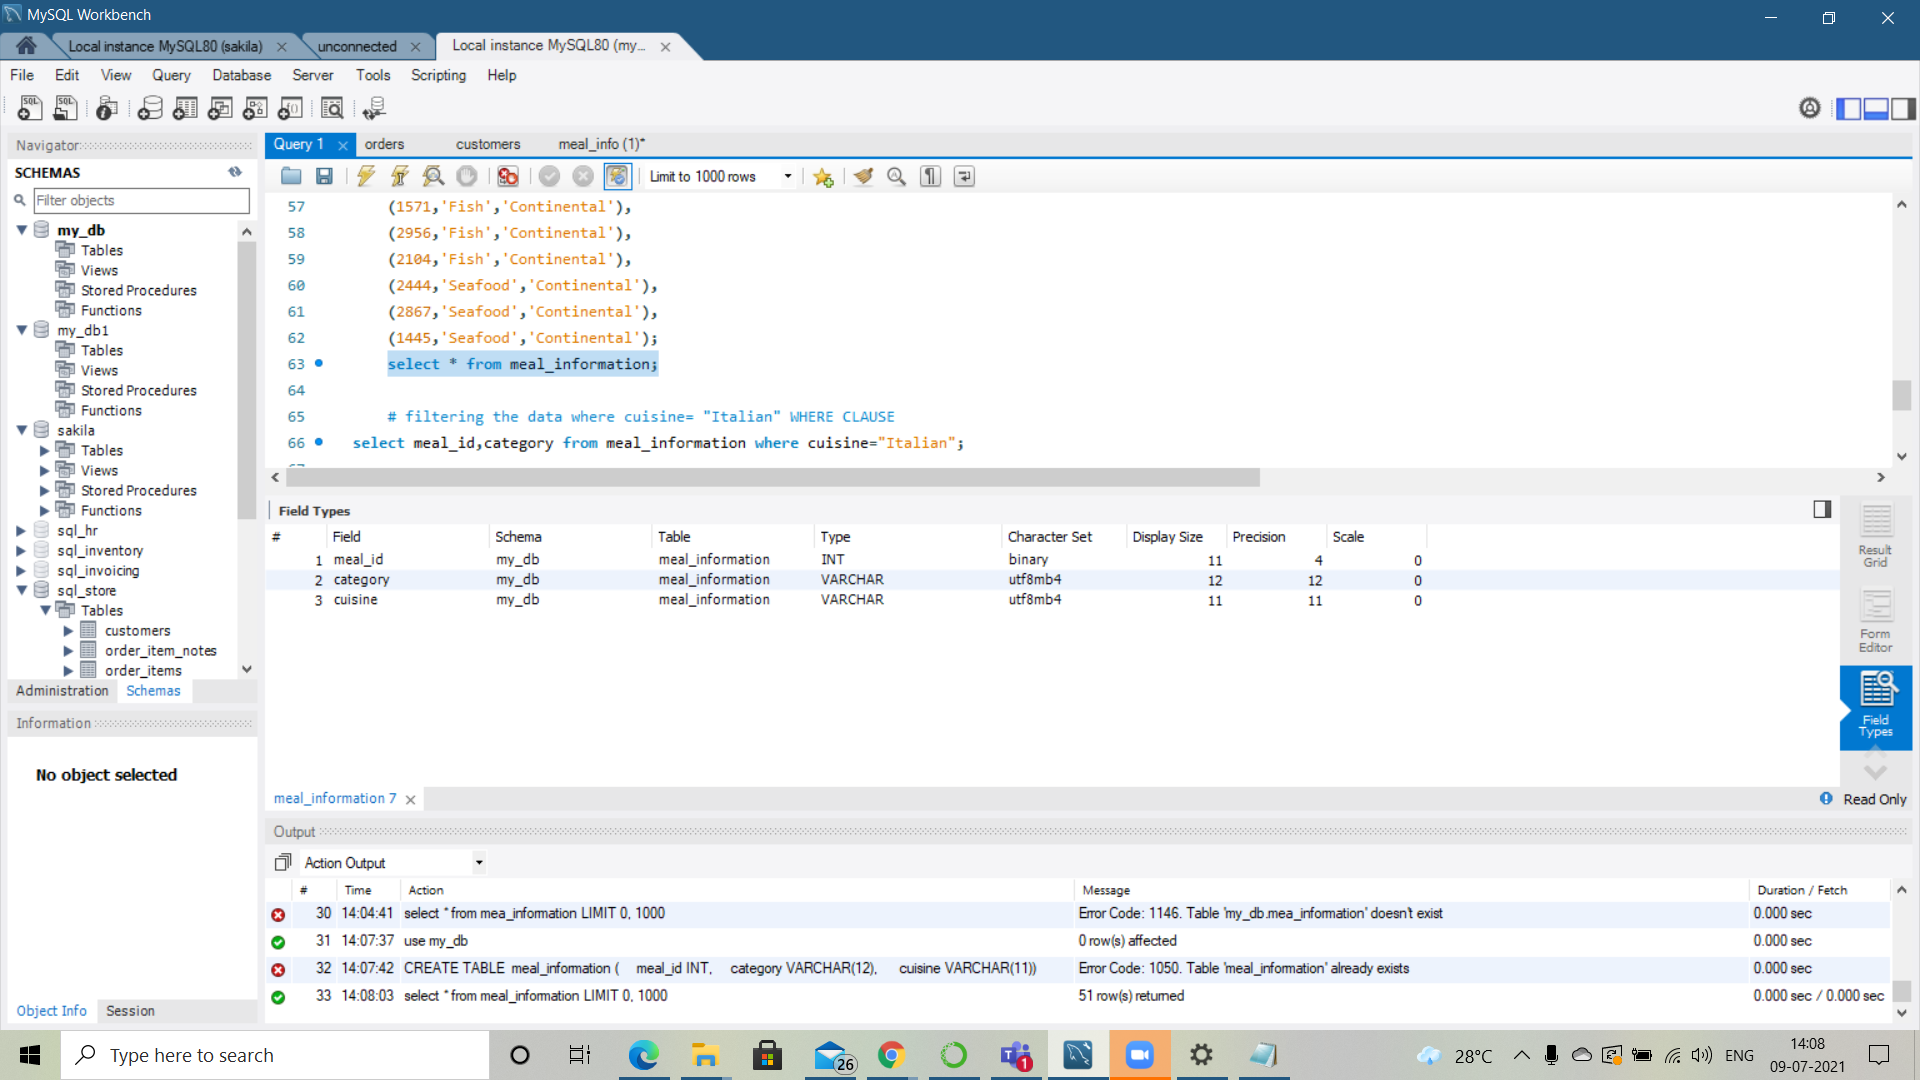 MySQL Workbench
Local instance MySQL80 (sakila)
unconnected
Local instance MySQL80 (my...
File Edit View Query Database Server Tools Scripting Help
Navigator
SCHEMAS
Filter objects
my_db
Tables
Views
Stored Procedures
Functions
my_db1
Tables
Views
Stored Procedures
Functions
sakila
Tables
Views
Stored Procedures
Functions
sql_hr
sql_inventory
sql_invoicing
sql_store
Tables
customers
order_item_notes
order_items
Administration Schemas
Information
No object selected
Object Info Session
Query 1 orders customers meal_info (1)*
Limit to 1000 rows
57 (1571,'Fish','Continental'),
58 (2956,'Fish','Continental'),
59 (2104,'Fish','Continental'),
60 (2444,'Seafood','Continental'),
61 (2867,'Seafood','Continental'),
62 (1445,'Seafood','Continental');
63 select * from meal_information;
64
65 # filtering the data where cuisine= "Italian" WHERE CLAUSE
66 select meal_id,category from meal_information where cuisine="Italian";
Field Types
# Field Schema Table Type Character Set Display Size Precision Scale
1 meal_id my_db meal_information INT binary 11 4 0
2 category my_db meal_information VARCHAR utf8mb4 12 12 0
3 cuisine my_db meal_information VARCHAR utf8mb4 11 11 0
Result
Grid
Form
Editor
Field
Types
meal_information 7
Read Only
Output
Action Output
# Time Action Message Duration / Fetch
30 14:04:41 select * from mea_information LIMIT 0, 1000 Error Code: 1146. Table 'my_db.mea_information' doesn't exist 0.000 sec
31 14:07:37 use my_db 0 row(s) affected 0.000 sec
32 14:07:42 CREATE TABLE meal_information ( meal_id INT, category VARCHAR(12), cuisine VARCHAR(11)) Error Code: 1050. Table 'meal_information' already exists 0.000 sec
33 14:08:03 select * from meal_information LIMIT 0, 1000 51 row(s) returned 0.000 sec / 0.000 sec
Type here to search
26
1
28°C
ENG
14:08
09-07-2021